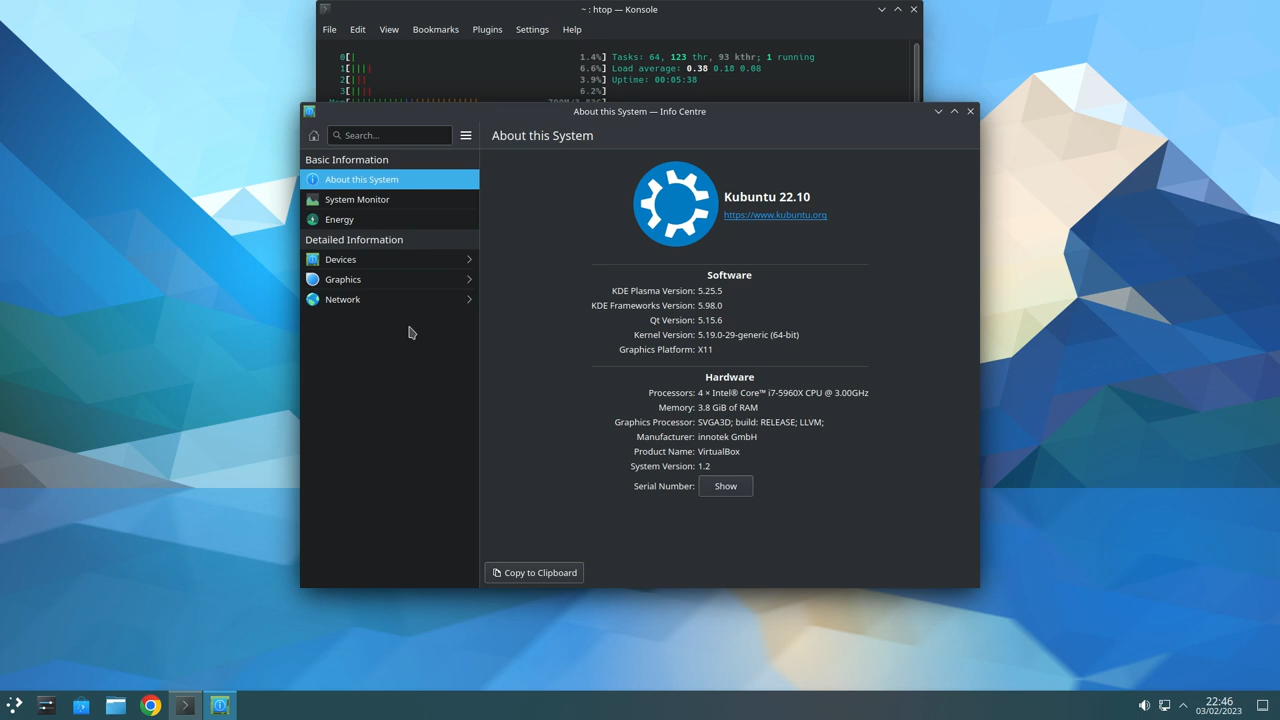 ~ : htop — Konsole
File Edit View Bookmarks Plugins Settings Help
0[| 1.4%] Tasks: 64, 123 thr, 93 kthr; 1 running
1[|||| 6.6%] Load average: 0.38 0.18 0.08
2[||| 3.9%] Uptime: 00:05:38
3[|||| 6.2%]
About this System — Info Centre
Search...
About this System
Basic Information
About this System
System Monitor
Energy
Detailed Information
Devices
Graphics
Network
Kubuntu 22.10
https://www.kubuntu.org
Software
KDE Plasma Version: 5.25.5
KDE Frameworks Version: 5.98.0
Qt Version: 5.15.6
Kernel Version: 5.19.0-29-generic (64-bit)
Graphics Platform: X11
Hardware
Processors: 4 × Intel® Core™ i7-5960X CPU @ 3.00GHz
Memory: 3.8 GiB of RAM
Graphics Processor: SVGA3D; build: RELEASE; LLVM;
Manufacturer: innotek GmbH
Product Name: VirtualBox
System Version: 1.2
Serial Number: Show
Copy to Clipboard
22:46
03/02/2023